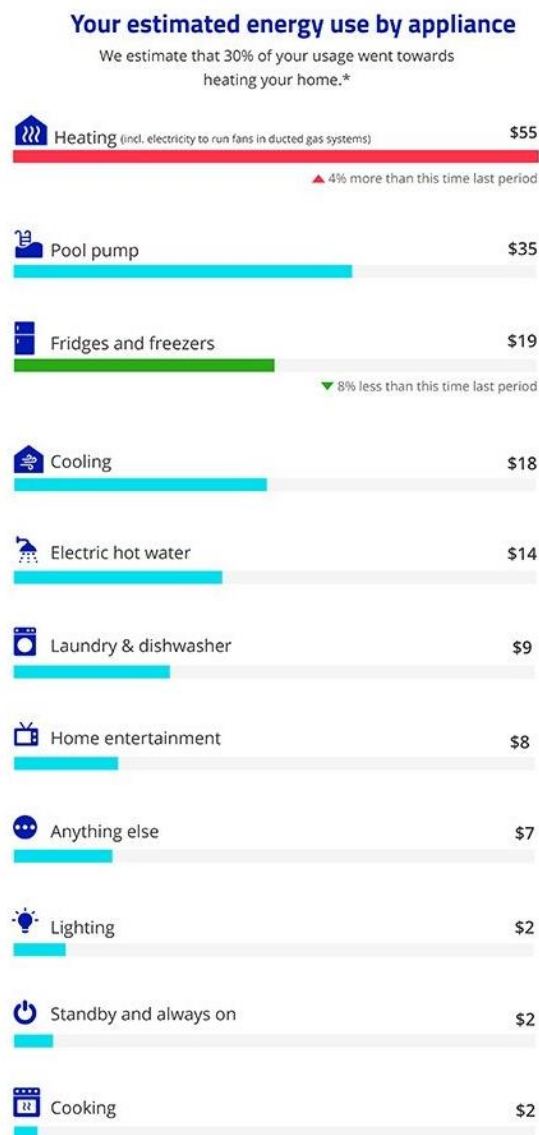 Your estimated energy use by appliance
We estimate that 30% of your usage went towards
heating your home.*
Heating (incl. electricity to run fans in ducted gas systems) $55
▲ 4% more than this time last period
Pool pump $35
Fridges and freezers $19
▼ 8% less than this time last period
Cooling $18
Electric hot water $14
Laundry & dishwasher $9
Home entertainment $8
Anything else $7
Lighting $2
Standby and always on $2
Cooking $2